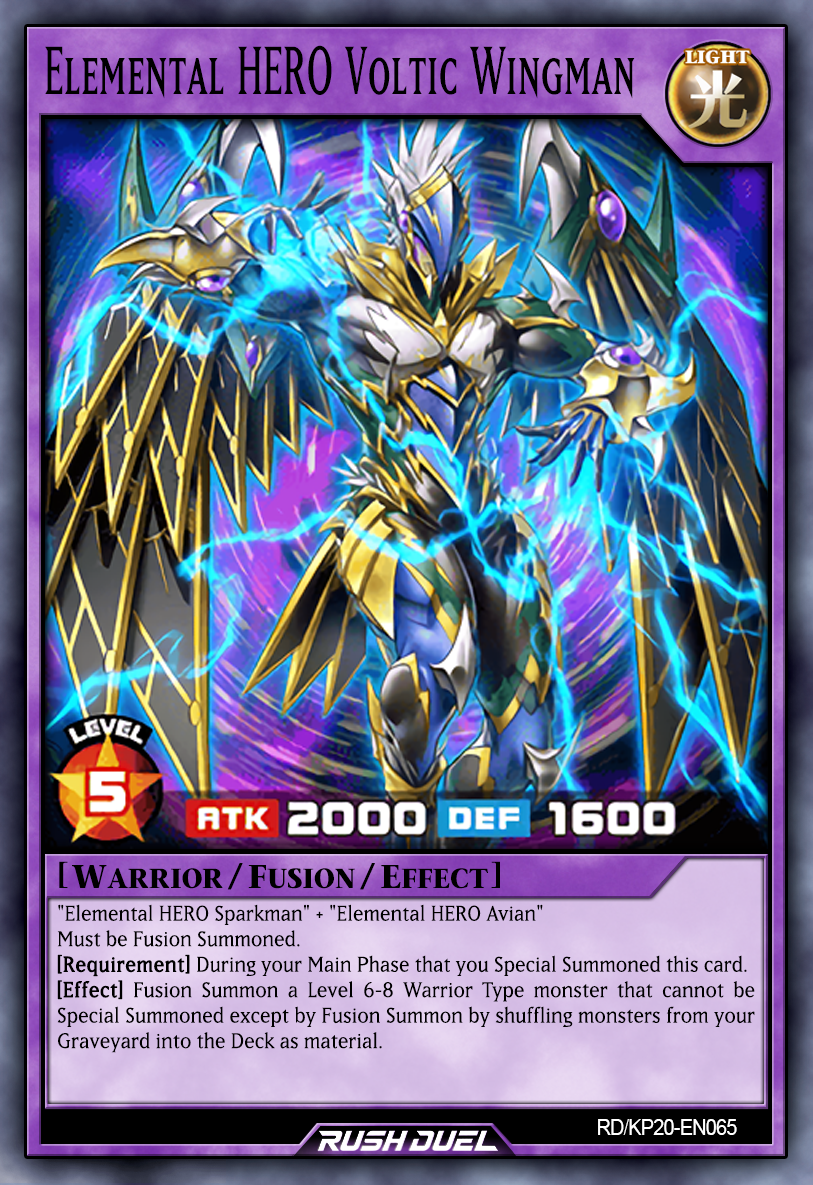 Elemental HERO Voltic Wingman
LIGHT
光
LEVEL
5
ATK 2000 DEF 1600
[Warrior/Fusion/Effect]
"Elemental HERO Sparkman" + "Elemental HERO Avian"
Must be Fusion Summoned.
[Requirement] During your Main Phase that you Special Summoned this card.
[Effect] Fusion Summon a Level 6-8 Warrior Type monster that cannot be
Special Summoned except by Fusion Summon by shuffling monsters from your
Graveyard into the Deck as material.
RD/KP20-EN065
RUSH DUEL